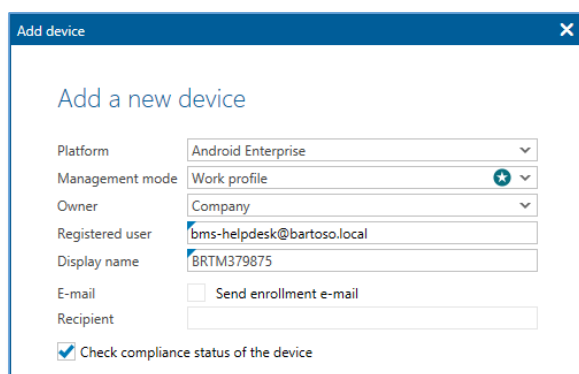 Add device
Add a new device
Platform Android Enterprise
Management mode Work profile
Owner Company
Registered user bms-helpdesk@bartoso.local
Display name BRTM379875
E-mail Send enrollment e-mail
Recipient
Check compliance status of the device